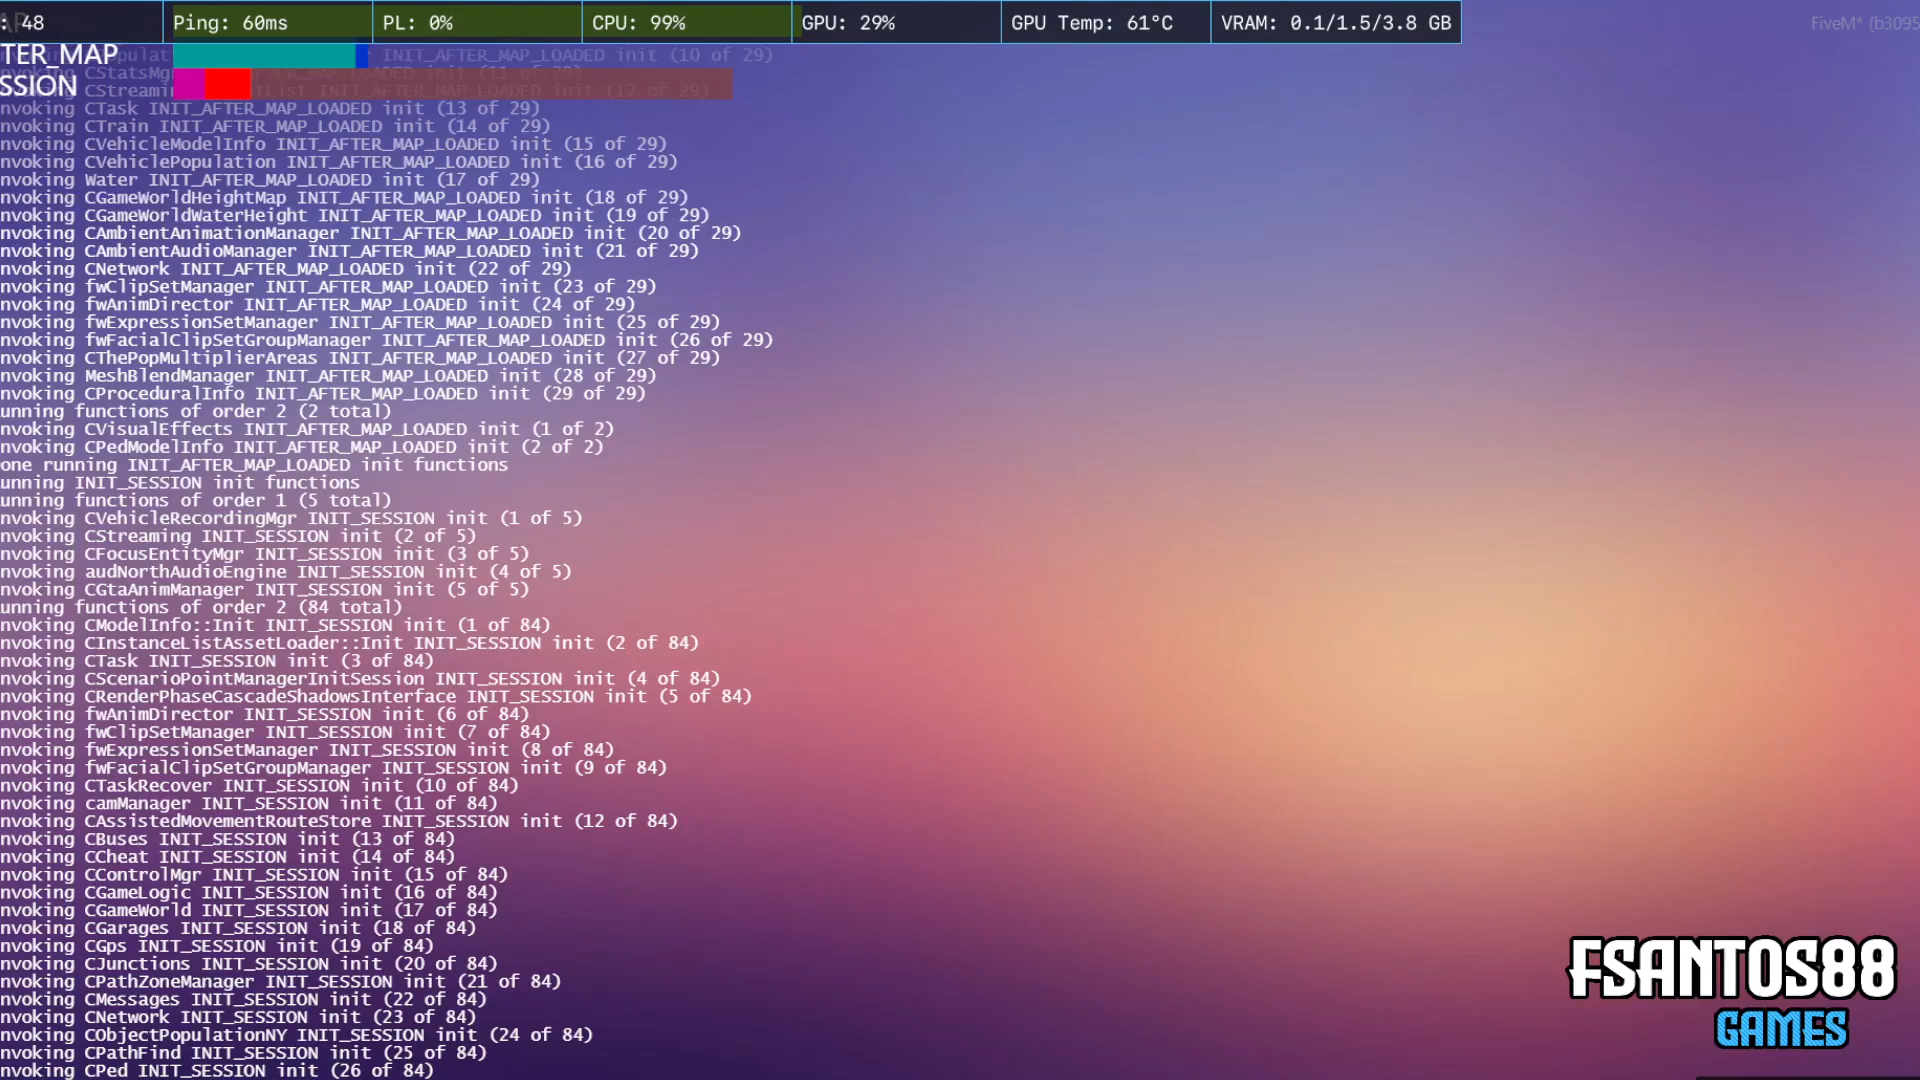 : 48 Ping: 60ms PL: 0% CPU: 99% GPU: 29% GPU Temp: 61°C VRAM: 0.1/1.5/3.8 GB FiveM* (b3095
TER_MAP INIT_AFTER_MAP_LOADED init (10 of 29)
nvoking CStatsMgr
SSION
nvoking CTask INIT_AFTER_MAP_LOADED init (13 of 29)
nvoking CTrain INIT_AFTER_MAP_LOADED init (14 of 29)
nvoking CVehicleModelInfo INIT_AFTER_MAP_LOADED init (15 of 29)
nvoking CVehiclePopulation INIT_AFTER_MAP_LOADED init (16 of 29)
nvoking Water INIT_AFTER_MAP_LOADED init (17 of 29)
nvoking CGameWorldHeightMap INIT_AFTER_MAP_LOADED init (18 of 29)
nvoking CGameWorldWaterHeight INIT_AFTER_MAP_LOADED init (19 of 29)
nvoking CAmbientAnimationManager INIT_AFTER_MAP_LOADED init (20 of 29)
nvoking CAmbientAudioManager INIT_AFTER_MAP_LOADED init (21 of 29)
nvoking CNetwork INIT_AFTER_MAP_LOADED init (22 of 29)
nvoking fwClipSetManager INIT_AFTER_MAP_LOADED init (23 of 29)
nvoking fwAnimDirector INIT_AFTER_MAP_LOADED init (24 of 29)
nvoking fwExpressionSetManager INIT_AFTER_MAP_LOADED init (25 of 29)
nvoking fwFacialClipSetGroupManager INIT_AFTER_MAP_LOADED init (26 of 29)
nvoking CThePopMultiplierAreas INIT_AFTER_MAP_LOADED init (27 of 29)
nvoking MeshBlendManager INIT_AFTER_MAP_LOADED init (28 of 29)
nvoking CProceduralInfo INIT_AFTER_MAP_LOADED init (29 of 29)
unning functions of order 2 (2 total)
nvoking CVisualEffects INIT_AFTER_MAP_LOADED init (1 of 2)
nvoking CPedModelInfo INIT_AFTER_MAP_LOADED init (2 of 2)
one running INIT_AFTER_MAP_LOADED init functions
unning INIT_SESSION init functions
unning functions of order 1 (5 total)
nvoking CVehicleRecordingMgr INIT_SESSION init (1 of 5)
nvoking CStreaming INIT_SESSION init (2 of 5)
nvoking CFocusEntityMgr INIT_SESSION init (3 of 5)
nvoking audNorthAudioEngine INIT_SESSION init (4 of 5)
nvoking CGtaAnimManager INIT_SESSION init (5 of 5)
unning functions of order 2 (84 total)
nvoking CModelInfo::Init INIT_SESSION init (1 of 84)
nvoking CInstanceListAssetLoader::Init INIT_SESSION init (2 of 84)
nvoking CTask INIT_SESSION init (3 of 84)
nvoking CScenarioPointManagerInitSession INIT_SESSION init (4 of 84)
nvoking CRenderPhaseCascadeShadowsInterface INIT_SESSION init (5 of 84)
nvoking fwAnimDirector INIT_SESSION init (6 of 84)
nvoking fwClipSetManager INIT_SESSION init (7 of 84)
nvoking fwExpressionSetManager INIT_SESSION init (8 of 84)
nvoking fwFacialClipSetGroupManager INIT_SESSION init (9 of 84)
nvoking CTaskRecover INIT_SESSION init (10 of 84)
nvoking camManager INIT_SESSION init (11 of 84)
nvoking CAssistedMovementRouteStore INIT_SESSION init (12 of 84)
nvoking CBuses INIT_SESSION init (13 of 84)
nvoking CCheat INIT_SESSION init (14 of 84)
nvoking CControlMgr INIT_SESSION init (15 of 84)
nvoking CGameLogic INIT_SESSION init (16 of 84)
nvoking CGameWorld INIT_SESSION init (17 of 84)
nvoking CGarages INIT_SESSION init (18 of 84)
nvoking CGps INIT_SESSION init (19 of 84)
nvoking CJunctions INIT_SESSION init (20 of 84)
nvoking CPathZoneManager INIT_SESSION init (21 of 84)
nvoking CMessages INIT_SESSION init (22 of 84)
nvoking CNetwork INIT_SESSION init (23 of 84)
nvoking CObjectPopulationNY INIT_SESSION init (24 of 84)
nvoking CPathFind INIT_SESSION init (25 of 84)
nvoking CPed INIT_SESSION init (26 of 84)
FSANTOS88
GAMES